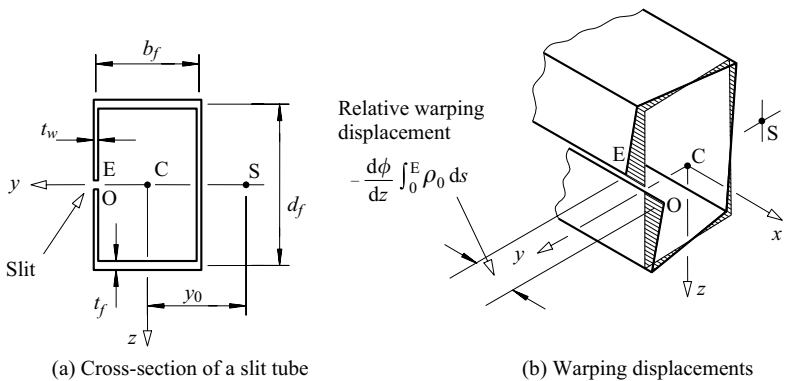 b_f
t_w
E
C
S
y
O
d_f
Slit
t_f
y_0
z
(a) Cross-section of a slit tube
Relative warping
displacement
- dϕ/dz ∫_0^E ρ_0 ds
E
C
S
O
x
y
z
(b) Warping displacements